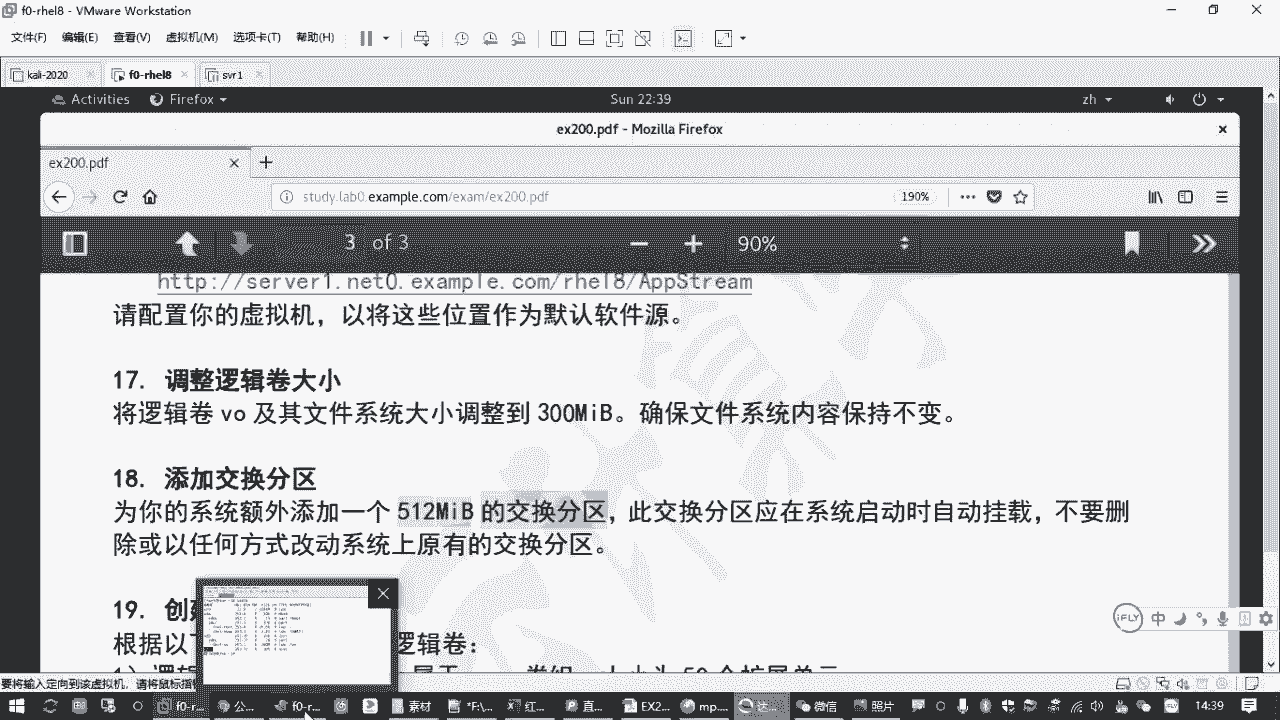 f0-rhel8 - VMware Workstation
文件(F) 编辑(E) 查看(V) 虚拟机(M) 选项卡(T) 帮助(H)
kali-2020 f0-rhel8 svr1
Activities Firefox Sun 22:39 zh
ex200.pdf - Mozilla Firefox
ex200.pdf
study.lab0.example.com/exam/ex200.pdf 190%
3 of 3 90%
http://server1.net0.example.com/rhel8/AppStream
请配置你的虚拟机，以将这些位置作为默认软件源。
17. 调整逻辑卷大小
将逻辑卷 vo 及其文件系统大小调整到 300MiB。确保文件系统内容保持不变。
18. 添加交换分区
为你的系统额外添加一个 512MiB 的交换分区，此交换分区应在系统启动时自动挂载，不要删
除或以任何方式改动系统上原有的交换分区。
19. 创建
根据以 逻辑卷：
iFLY 中
要将输入定向到该虚拟机，请将鼠标指针
f0-r... 公... f0-r... 素材 "F:\... 红... 直... EX2... mp... 达... 微信 照片 14:39